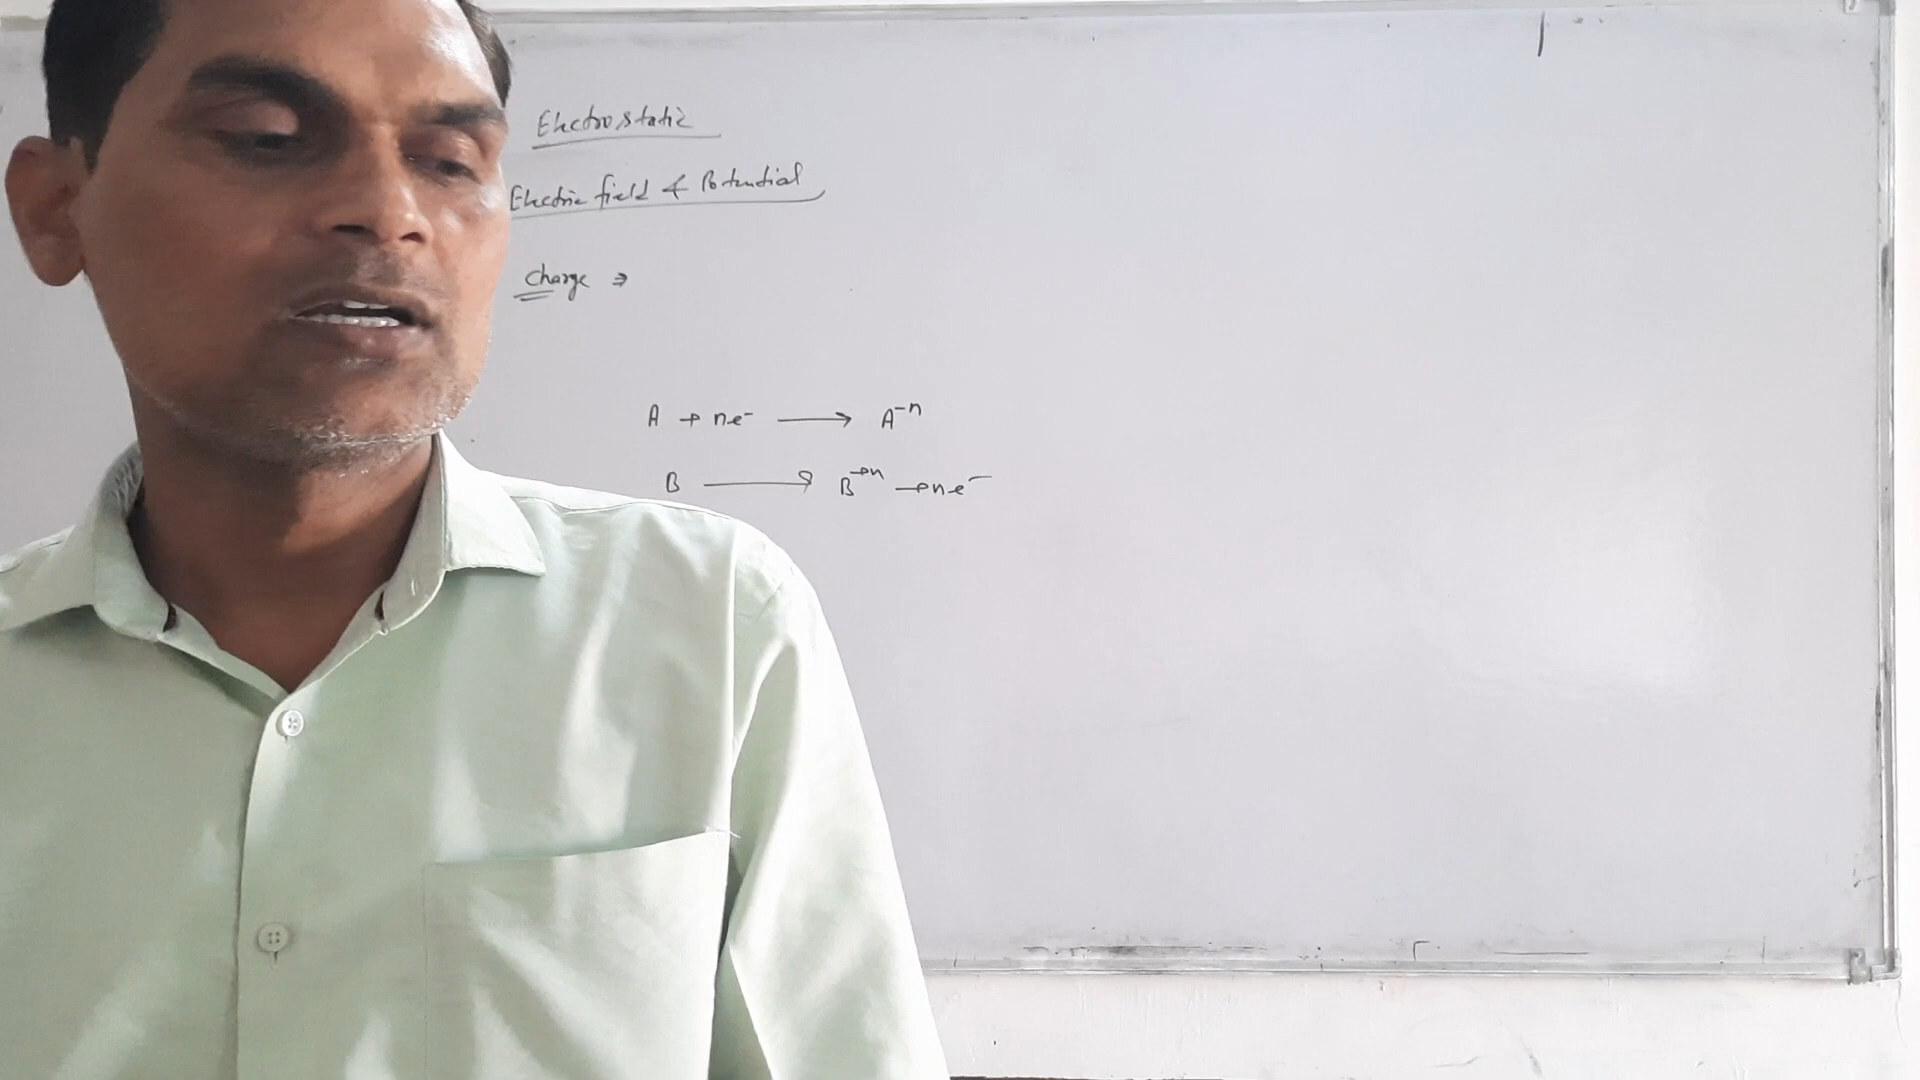 Electrostatic
Electric field & Potential
Charge ⇒
A + ne⁻ ⟶ A⁻ⁿ
B ⟶ B⁺ⁿ + ne⁻